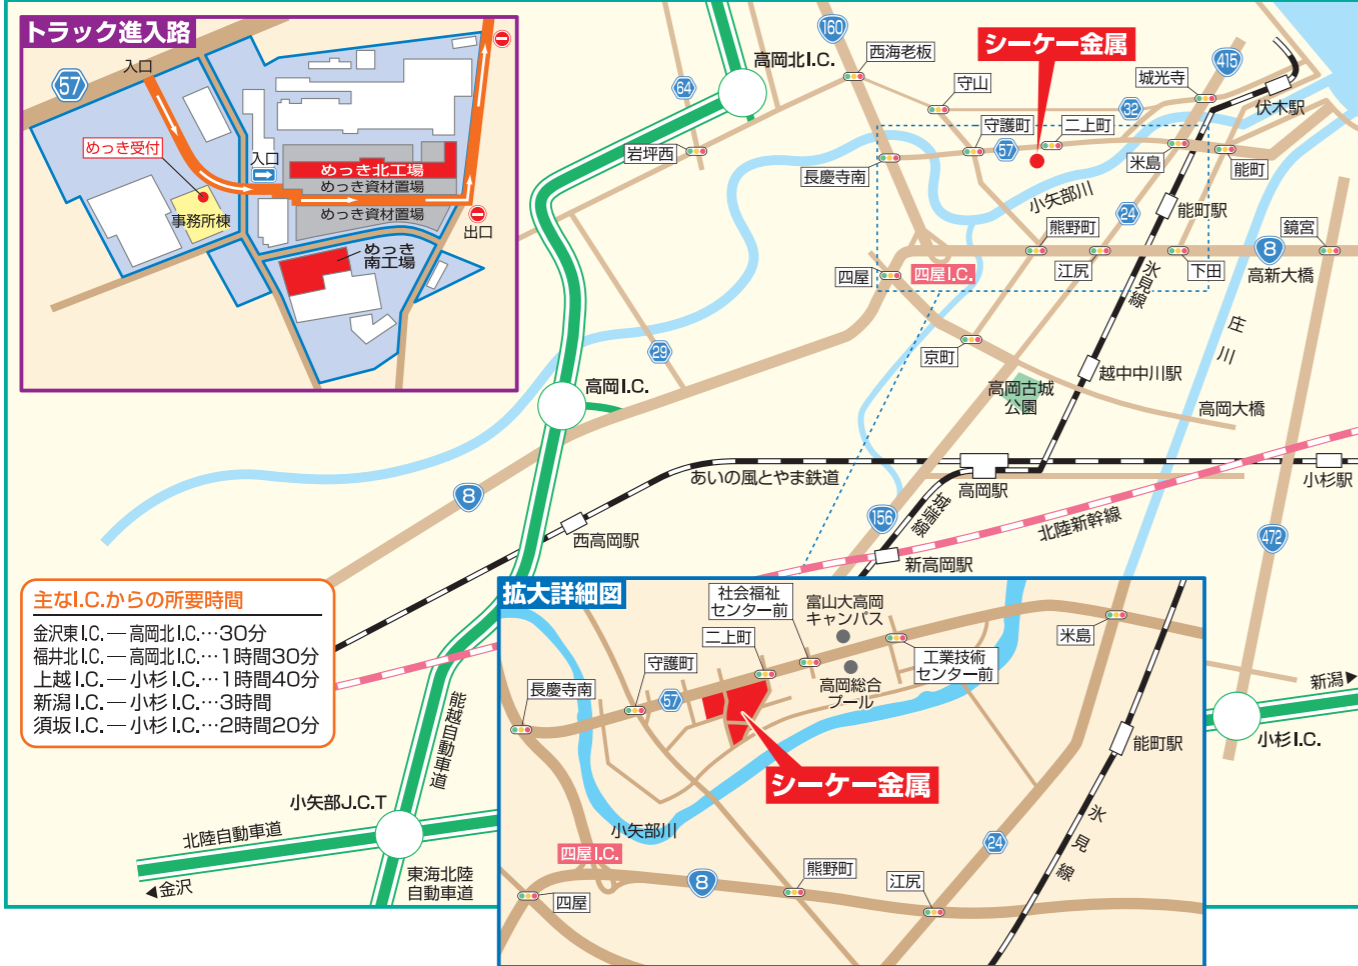 トラック進入路
57
入口
めっき受付
入口
めっき北工場
めっき資材置場
めっき資材置場
事務所棟
出口
めっき
南工場
160
シーケー金属
415
高岡北I.C.
西海老坂
64
守山
城光寺
32
伏木駅
守護町
二上町
57
岩坪西
長慶寺南
米島
能町
小矢部川
24
能町駅
熊野町
鏡宮
8
四屋
四屋I.C.
江尻
下田
高新大橋
氷見線
庄川
29
京町
越中中川駅
高岡I.C.
高岡古城
公園
高岡大橋
あいの風とやま鉄道
高岡駅
小杉駅
8
城端線
156
北陸新幹線
472
西高岡駅
新高岡駅
主なI.C.からの所要時間
金沢東I.C.―高岡北I.C.…30分
福井北I.C.―高岡北I.C.…1時間30分
上越I.C.―小杉I.C.…1時間40分
新潟I.C.―小杉I.C.…3時間
須坂I.C.―小杉I.C.…2時間20分
能越自動車道
小矢部J.C.T
北陸自動車道
◀金沢
東海北陸
自動車道
新潟▶
小杉I.C.
拡大詳細図
社会福祉
センター前
富山大高岡
キャンパス
二上町
米島
守護町
工業技術
センター前
長慶寺南
57
高岡総合
プール
能町駅
シーケー金属
小矢部川
氷見線
四屋I.C.
24
8
熊野町
江尻
四屋